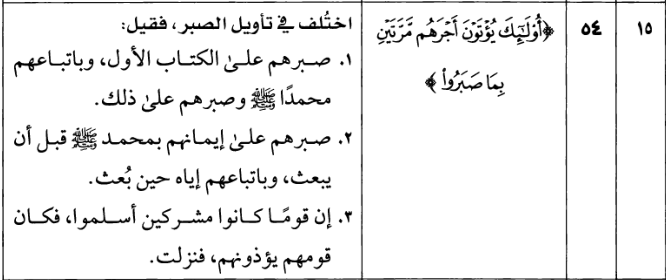 ١٥
٥٤
﴿أُوْلَٰٓئِكَ يُؤْتَوْنَ أَجْرَهُم مَّرَّتَيْنِ
بِمَا صَبَرُواْ﴾
اختُلف في تأويل الصبر، فقيل:
١. صبرهم علىٰ الكتاب الأول، وباتباعهم
محمدًا ﷺ وصبرهم علىٰ ذلك.
٢. صبرهم علىٰ إيمانهم بمحمد ﷺ قبل أن
يبعث، وباتباعهم إياه حين بُعث.
٣. إن قومًا كانوا مشركين أسلموا، فكان
قومهم يؤذونهم، فنزلت.